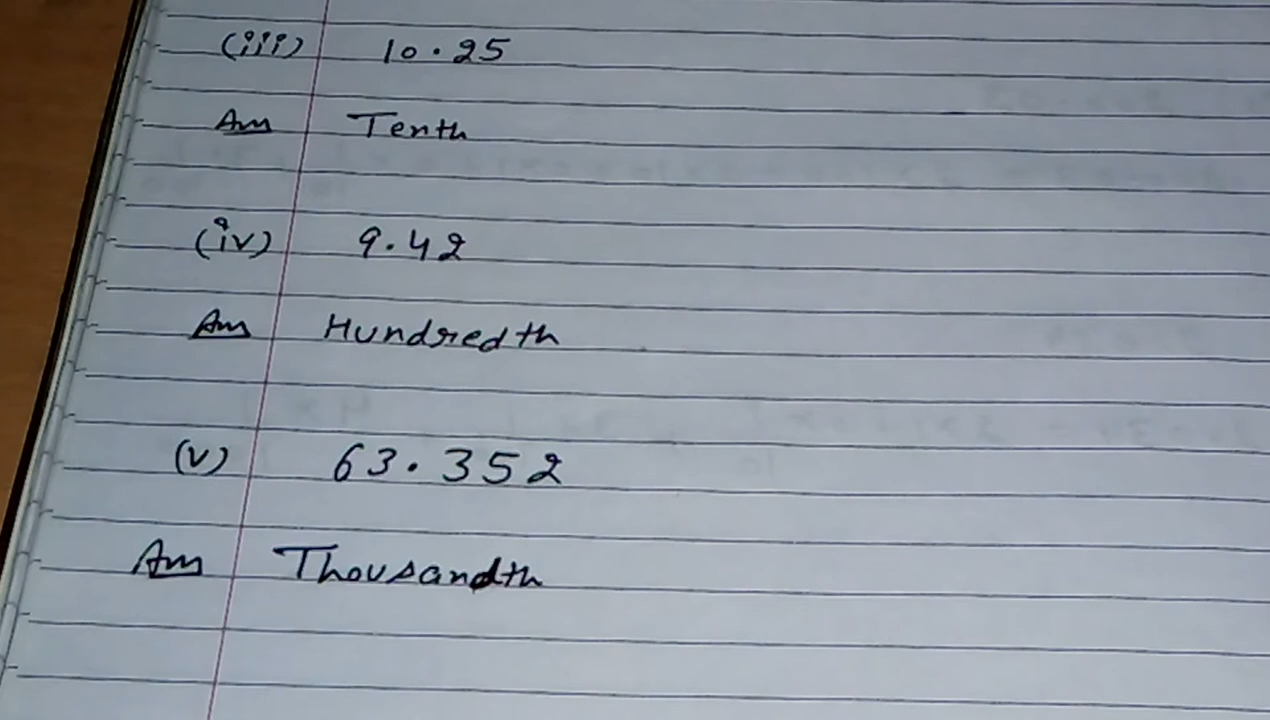 (iii) 10.25
Ans Tenth
(iv) 9.42
Ans Hundredth
(v) 63.352
Ans Thousandth